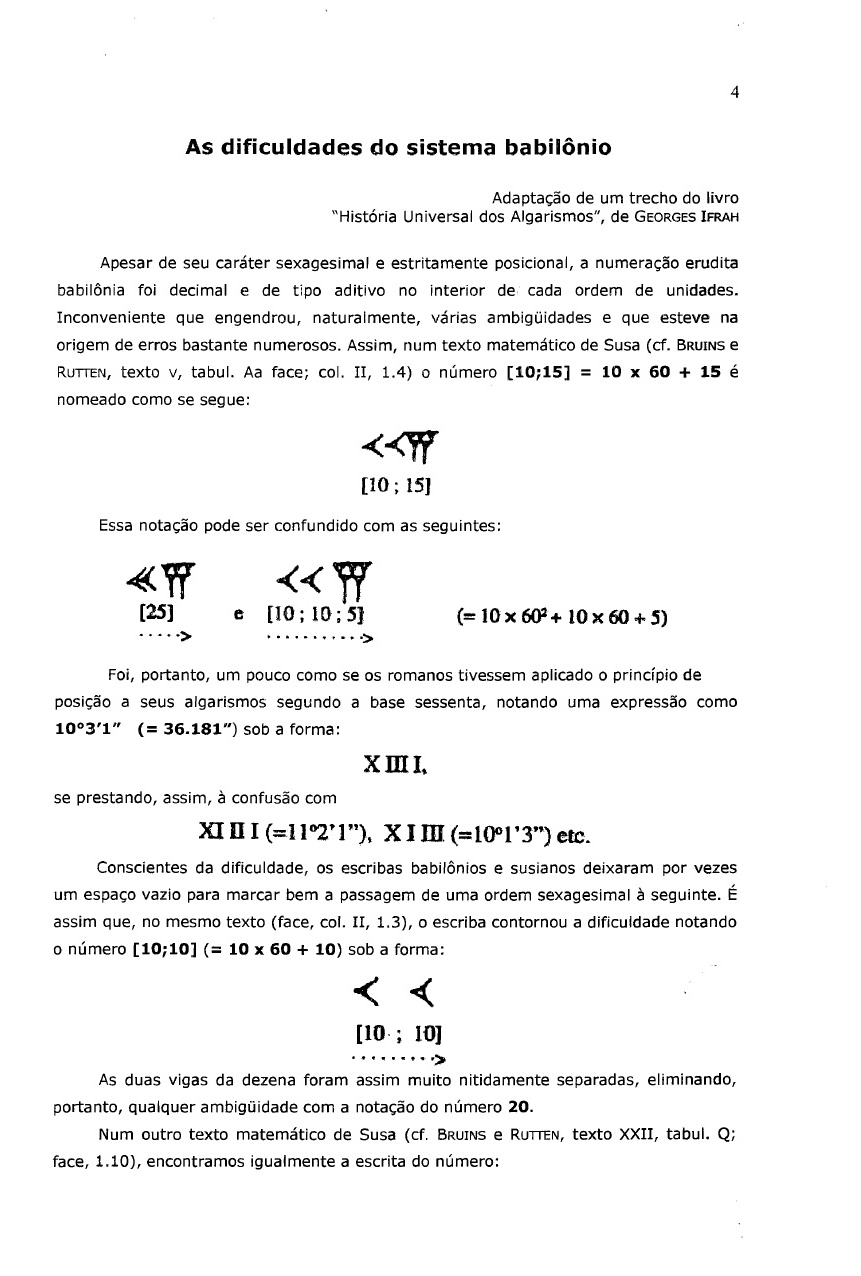 4
As dificuldades do sistema babilônio
Adaptação de um trecho do livro
"História Universal dos Algarismos", de GEORGES IFRAH
Apesar de seu caráter sexagesimal e estritamente posicional, a numeração erudita
babilônia foi decimal e de tipo aditivo no interior de cada ordem de unidades.
Inconveniente que engendrou, naturalmente, várias ambigüidades e que esteve na
origem de erros bastante numerosos. Assim, num texto matemático de Susa (cf. BRUINS e
RUTTEN, texto v, tabul. Aa face; col. II, 1.4) o número [10;15] = 10 x 60 + 15 é
nomeado como se segue:
[10 ; 15]
Essa notação pode ser confundido com as seguintes:
[25] e [10 ; 10 ; 5] (= 10 x 60² + 10 x 60 + 5)
Foi, portanto, um pouco como se os romanos tivessem aplicado o princípio de
posição a seus algarismos segundo a base sessenta, notando uma expressão como
10º3'1" (= 36.181") sob a forma:
X III I,
se prestando, assim, à confusão com
XI II I (=11º2'1"), X I III (=10º1'3") etc.
Conscientes da dificuldade, os escribas babilônios e susianos deixaram por vezes
um espaço vazio para marcar bem a passagem de uma ordem sexagesimal à seguinte. É
assim que, no mesmo texto (face, col. II, 1.3), o escriba contornou a dificuldade notando
o número [10;10] (= 10 x 60 + 10) sob a forma:
[10 ; 10]
As duas vigas da dezena foram assim muito nitidamente separadas, eliminando,
portanto, qualquer ambigüidade com a notação do número 20.
Num outro texto matemático de Susa (cf. BRUINS e RUTTEN, texto XXII, tabul. Q;
face, 1.10), encontramos igualmente a escrita do número: